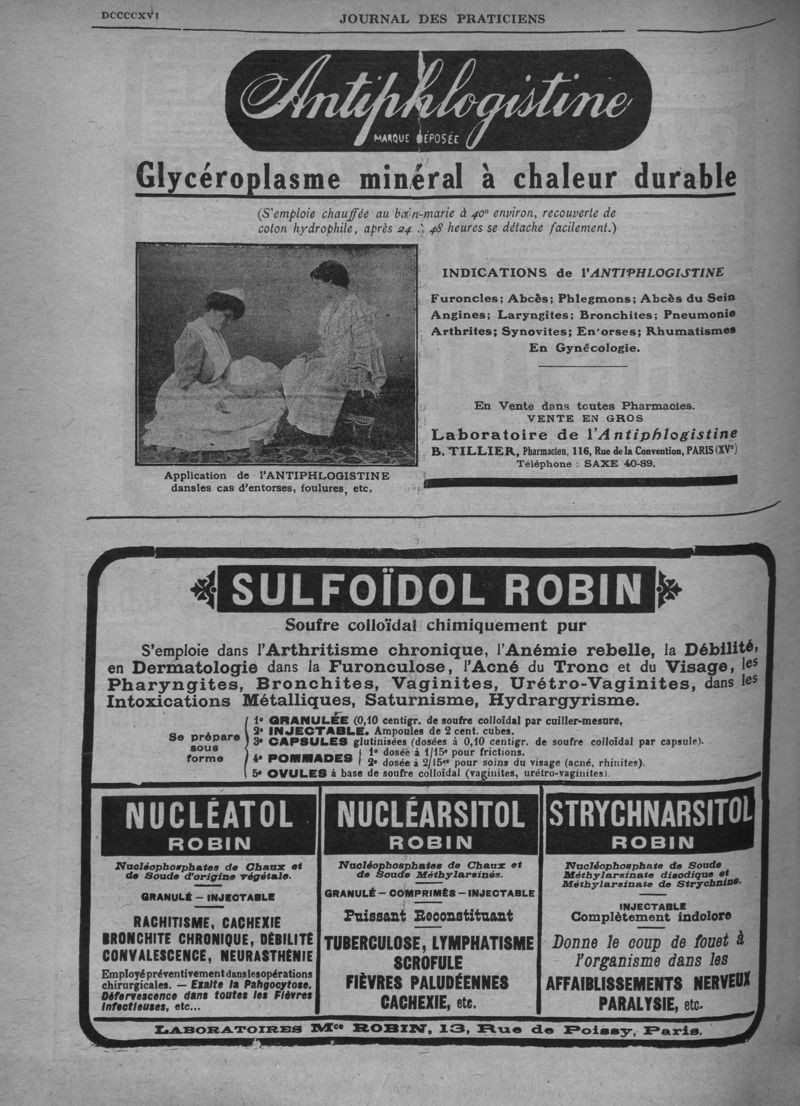 DCCCCXVI
JOURNAL DES PRATICIENS
Antiphlogistine
MARQUE DÉPOSÉE
Glycéroplasme minéral à chaleur durable
(S'emploie chauffée au bain-marie à 40° environ, recouverte de
coton hydrophile, après 24 à 48 heures se détache facilement.)
INDICATIONS de l'ANTIPHLOGISTINE
Furoncles; Abcès; Phlegmons; Abcès du Sein
Angines; Laryngites; Bronchites; Pneumonie
Arthrites; Synovites; En'orses; Rhumatismes
En Gynécologie.
En Vente dans toutes Pharmacies.
VENTE EN GROS
Laboratoire de l'Antiphlogistine
B. TILLIER, Pharmacien, 116, Rue de la Convention, PARIS (XVe)
Téléphone : SAXE 40-89.
Application de l'ANTIPHLOGISTINE
dansles cas d'entorses, foulures, etc,
SULFOÏDOL ROBIN
Soufre colloïdal chimiquement pur
S'emploie dans l'Arthritisme chronique, l'Anémie rebelle, la Débilité,
en Dermatologie dans la Furonculose, l'Acné du Tronc et du Visage, les
Pharyngites, Bronchites, Vaginites, Urétro-Vaginites, dans les
Intoxications Métalliques, Saturnisme, Hydrargyrisme.
Se prépare
sous
forme
1° GRANULÉE (0,10 centigr. de soufre colloïdal par cuiller-mesure,
2° INJECTABLE. Ampoules de 2 cent. cubes.
3° CAPSULES glutinisées (dosées à 0,10 centigr. de soufre colloïdal par capsule).
4° POMMADES
1° dosée à 1/15e pour frictions.
2° dosée à 2/15es pour soins du visage (acné, rhinites).
5° OVULES à base de soufre colloïdal (vaginites, urétro-vaginites).
NUCLÉATOL
ROBIN
Nucléophosphates de Chaux et
de Soude d'origine végétale.
GRANULÉ – INJECTABLE
RACHITISME, CACHEXIE
BRONCHITE CHRONIQUE, DÉBILITÉ
CONVALESCENCE, NEURASTHÉNIE
Employé préventivement dans les opérations
chirurgicales. — Exalte la Pahgocytose,
Défervescence dans toutes les Fièvres
infectieuses, etc...
NUCLÉARSITOL
ROBIN
Nucléophosphates de Chaux et
de Soude Méthylarsinés.
GRANULÉ – COMPRIMÉS – INJECTABLE
Puissant Reconstituant
TUBERCULOSE, LYMPHATISME
SCROFULE
FIÈVRES PALUDÉENNES
CACHEXIE, etc.
STRYCHNARSITOL
ROBIN
Nucléophosphate de Soude
Méthylarsinate disodique et
Méthylarsinate de Strychnine.
INJECTABLE
Complètement indolore
Donne le coup de fouet à
l'organisme dans les
AFFAIBLISSEMENTS NERVEUX
PARALYSIE, etc.
LABORATOIRES Mce ROBIN, 13, Rue de Poissy, Paris.